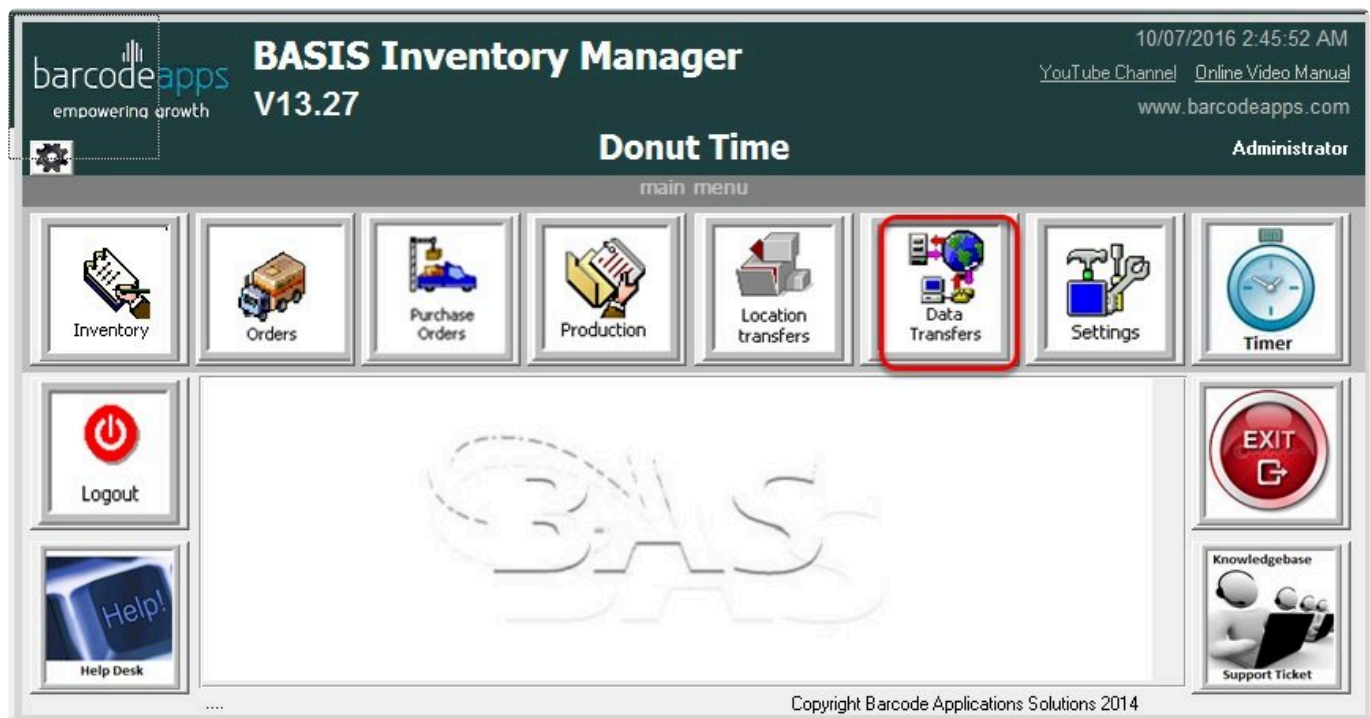 barcodeapps
empowering growth
BASIS Inventory Manager
V13.27
Donut Time
10/07/2016 2:45:52 AM
YouTube Channel Online Video Manual
www.barcodeapps.com
Administrator
main menu
Inventory
Orders
Purchase
Orders
Production
Location
transfers
Data
Transfers
Settings
Timer
Logout
BAS
EXIT
Help!
Help Desk
Knowledgebase
Support Ticket
....
Copyright Barcode Applications Solutions 2014